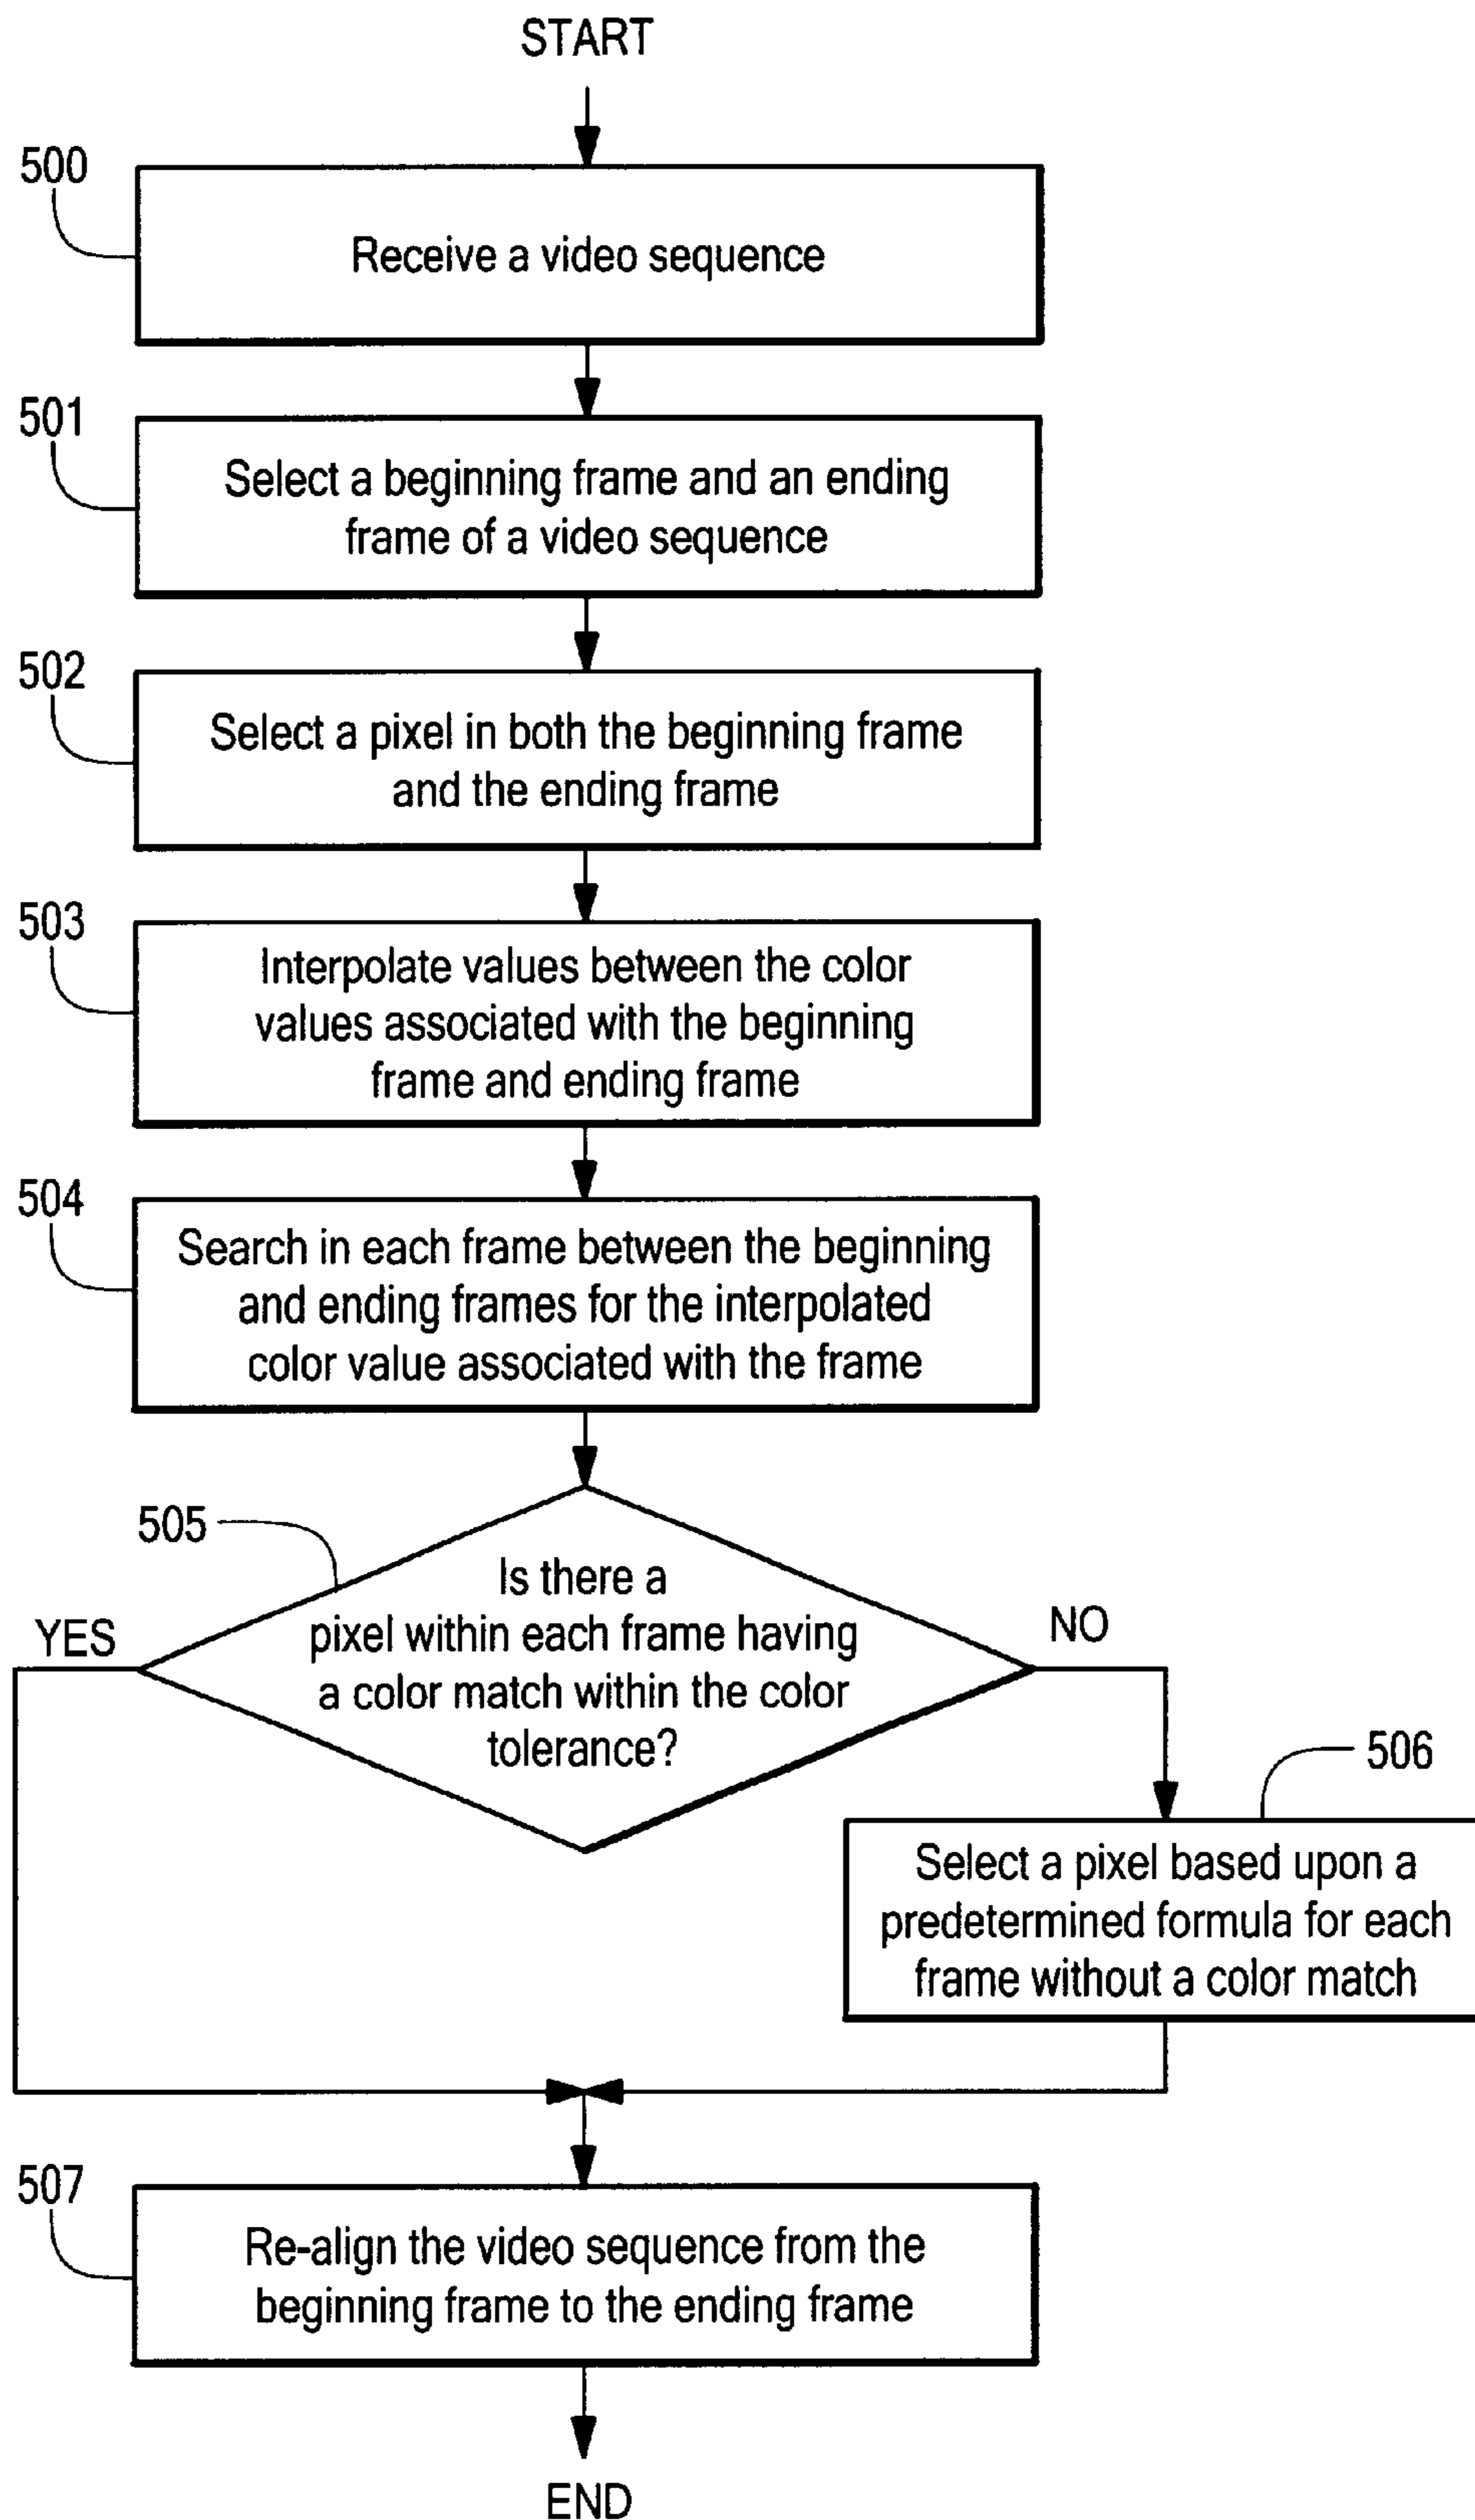 START
500
Receive a video sequence
501
Select a beginning frame and an ending
frame of a video sequence
502
Select a pixel in both the beginning frame
and the ending frame
503
Interpolate values between the color
values associated with the beginning
frame and ending frame
504
Search in each frame between the beginning
and ending frames for the interpolated
color value associated with the frame
505
Is there a
pixel within each frame having
a color match within the color
tolerance?
YES
NO
506
Select a pixel based upon a
predetermined formula for each
frame without a color match
507
Re-align the video sequence from the
beginning frame to the ending frame
END